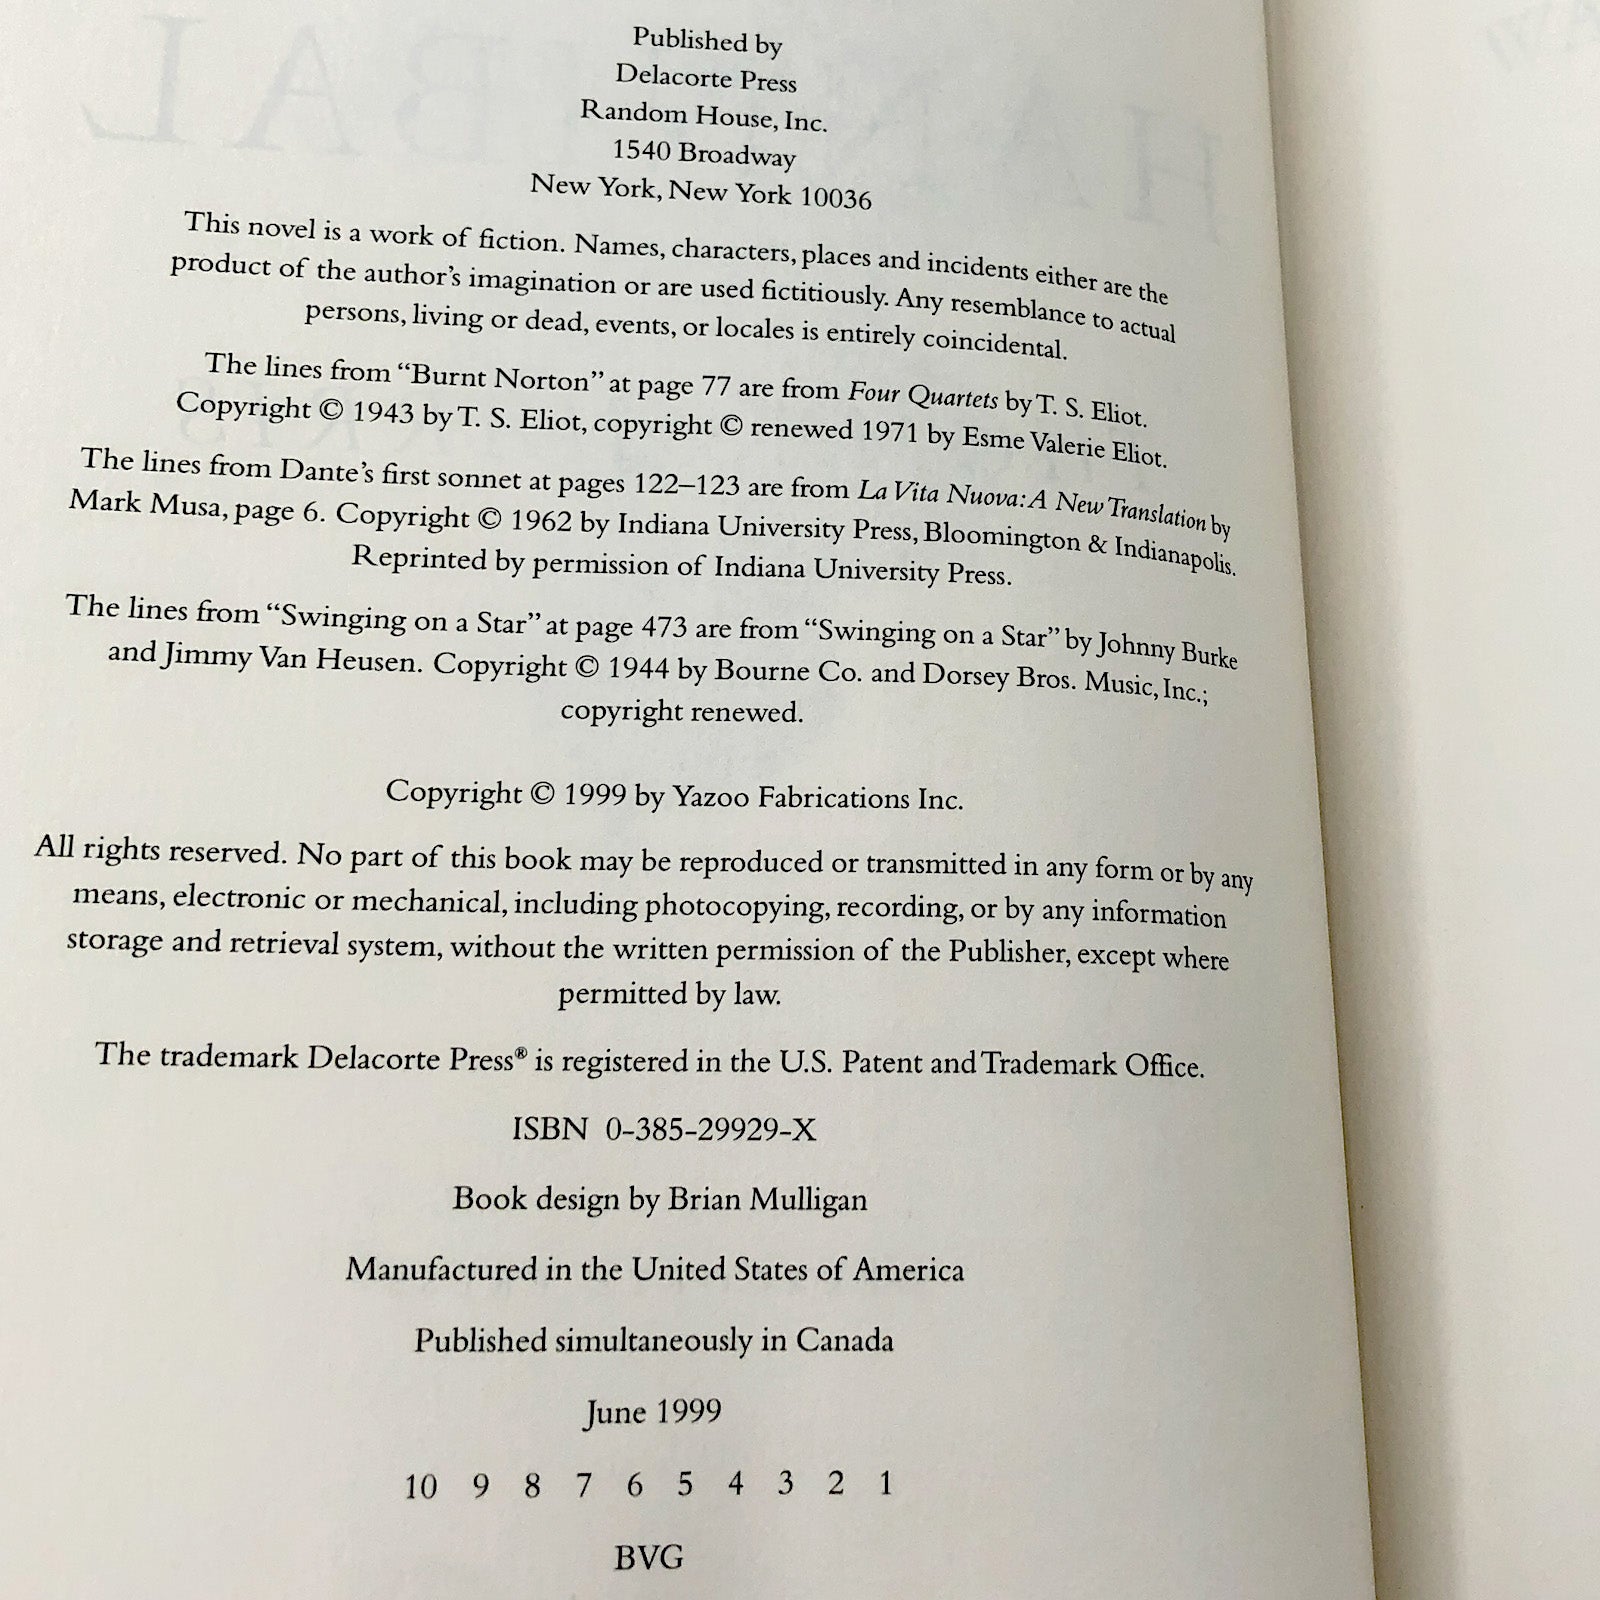 Published by
Delacorte Press
Random House, Inc.
1540 Broadway
New York, New York 10036
This novel is a work of fiction. Names, characters, places and incidents either are the
product of the author's imagination or are used fictitiously. Any resemblance to actual
persons, living or dead, events, or locales is entirely coincidental.
The lines from “Burnt Norton” at page 77 are from Four Quartets by T. S. Eliot.
Copyright © 1943 by T. S. Eliot, copyright © renewed 1971 by Esme Valerie Eliot.
The lines from Dante's first sonnet at pages 122–123 are from La Vita Nuova: A New Translation by
Mark Musa, page 6. Copyright © 1962 by Indiana University Press, Bloomington & Indianapolis.
Reprinted by permission of Indiana University Press.
The lines from “Swinging on a Star” at page 473 are from “Swinging on a Star” by Johnny Burke
and Jimmy Van Heusen. Copyright © 1944 by Bourne Co. and Dorsey Bros. Music, Inc.;
copyright renewed.
Copyright © 1999 by Yazoo Fabrications Inc.
All rights reserved. No part of this book may be reproduced or transmitted in any form or by any
means, electronic or mechanical, including photocopying, recording, or by any information
storage and retrieval system, without the written permission of the Publisher, except where
permitted by law.
The trademark Delacorte Press® is registered in the U.S. Patent and Trademark Office.
ISBN 0-385-29929-X
Book design by Brian Mulligan
Manufactured in the United States of America
Published simultaneously in Canada
June 1999
10 9 8 7 6 5 4 3 2 1
BVG